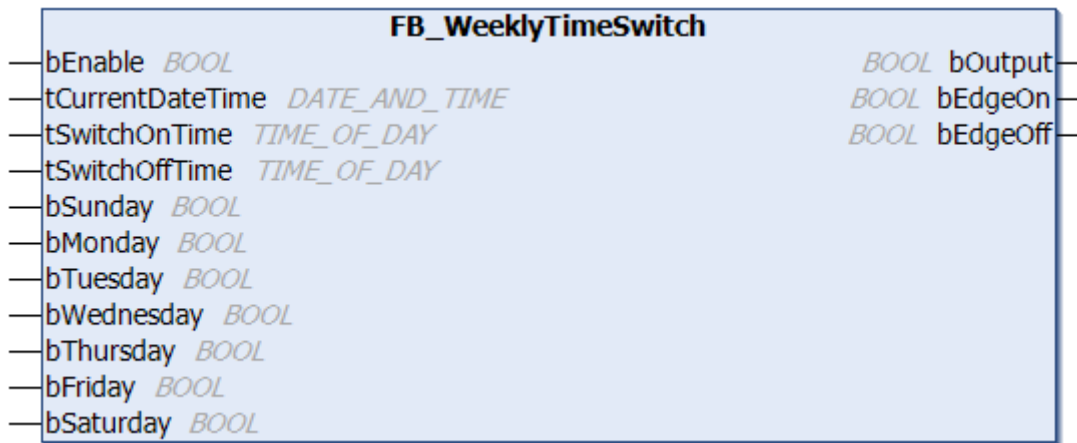 FB_WeeklyTimeSwitch
bEnable BOOL BOOL bOutput
tCurrentDateTime DATE_AND_TIME BOOL bEdgeOn
tSwitchOnTime TIME_OF_DAY BOOL bEdgeOff
tSwitchOffTime TIME_OF_DAY
bSunday BOOL
bMonday BOOL
bTuesday BOOL
bWednesday BOOL
bThursday BOOL
bFriday BOOL
bSaturday BOOL